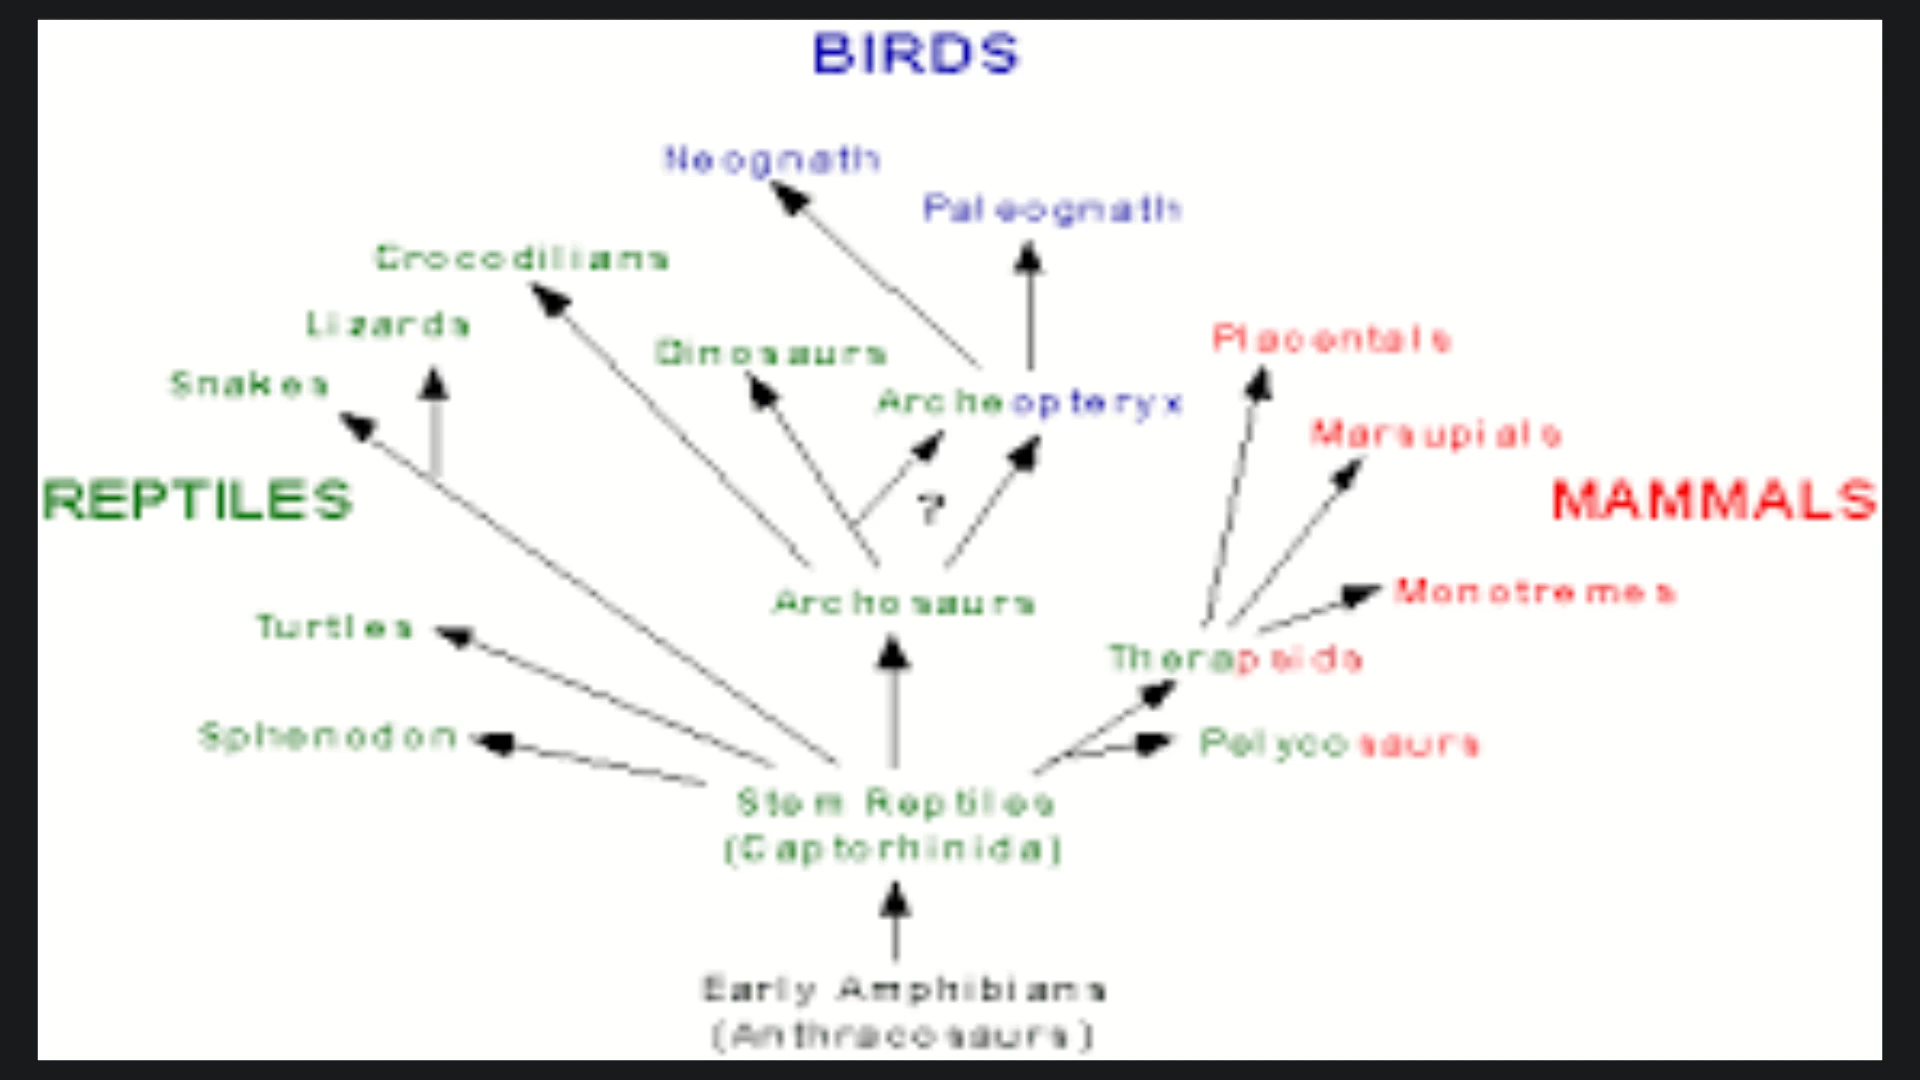 BIRDS
Neognath
Paleognath
Crocodilians
Lizards
Placentals
Dinosaurs
Snakes
Archeopteryx
Marsupials
REPTILES
?
MAMMALS
Monotremes
Archosaurs
Turtles
Therapsids
Sphenodon
Polycosaurs
Stem Reptiles
(Captorhinida)
Early Amphibians
(Anthracosaurs)